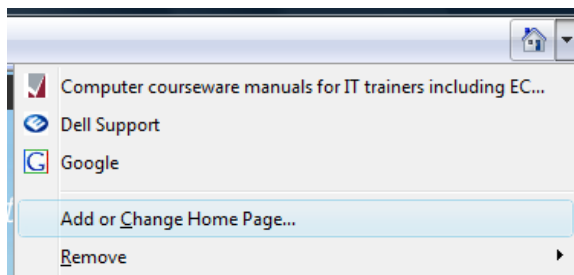 Computer courseware manuals for IT trainers including EC...
Dell Support
G Google
Add or Change Home Page...
Remove